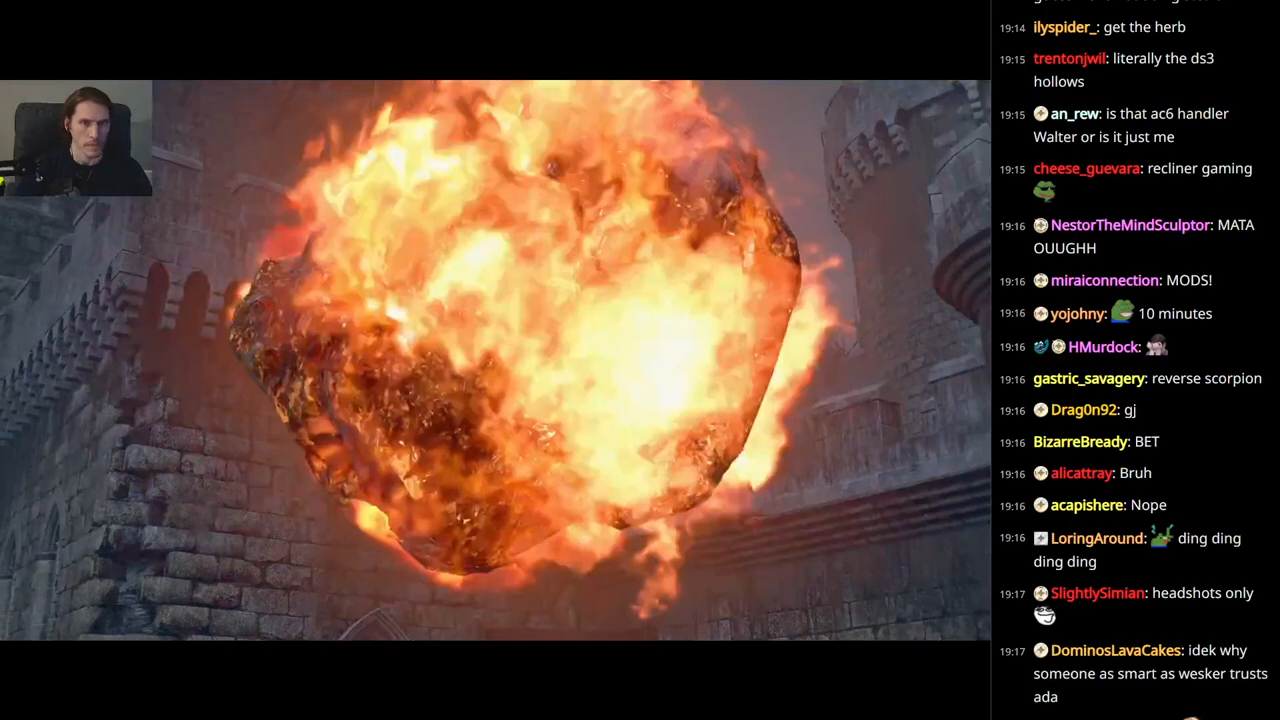 19:14 ilyspider_: get the herb
19:15 trentonjwil: literally the ds3
hollows
19:15 an_rew: is that ac6 handler
Walter or is it just me
19:15 cheese_guevara: recliner gaming
19:16 NestorTheMindSculptor: MATA
OUUGHH
19:16 miraiconnection: MODS!
19:16 yojohny: 10 minutes
19:16 HMurdock:
19:16 gastric_savagery: reverse scorpion
19:16 Drag0n92: gj
19:16 BizarreBready: BET
19:16 alicattray: Bruh
19:16 acapishere: Nope
19:16 LoringAround: ding ding
ding ding
19:17 SlightlySimian: headshots only
19:17 DominosLavaCakes: idek why
someone as smart as wesker trusts
ada